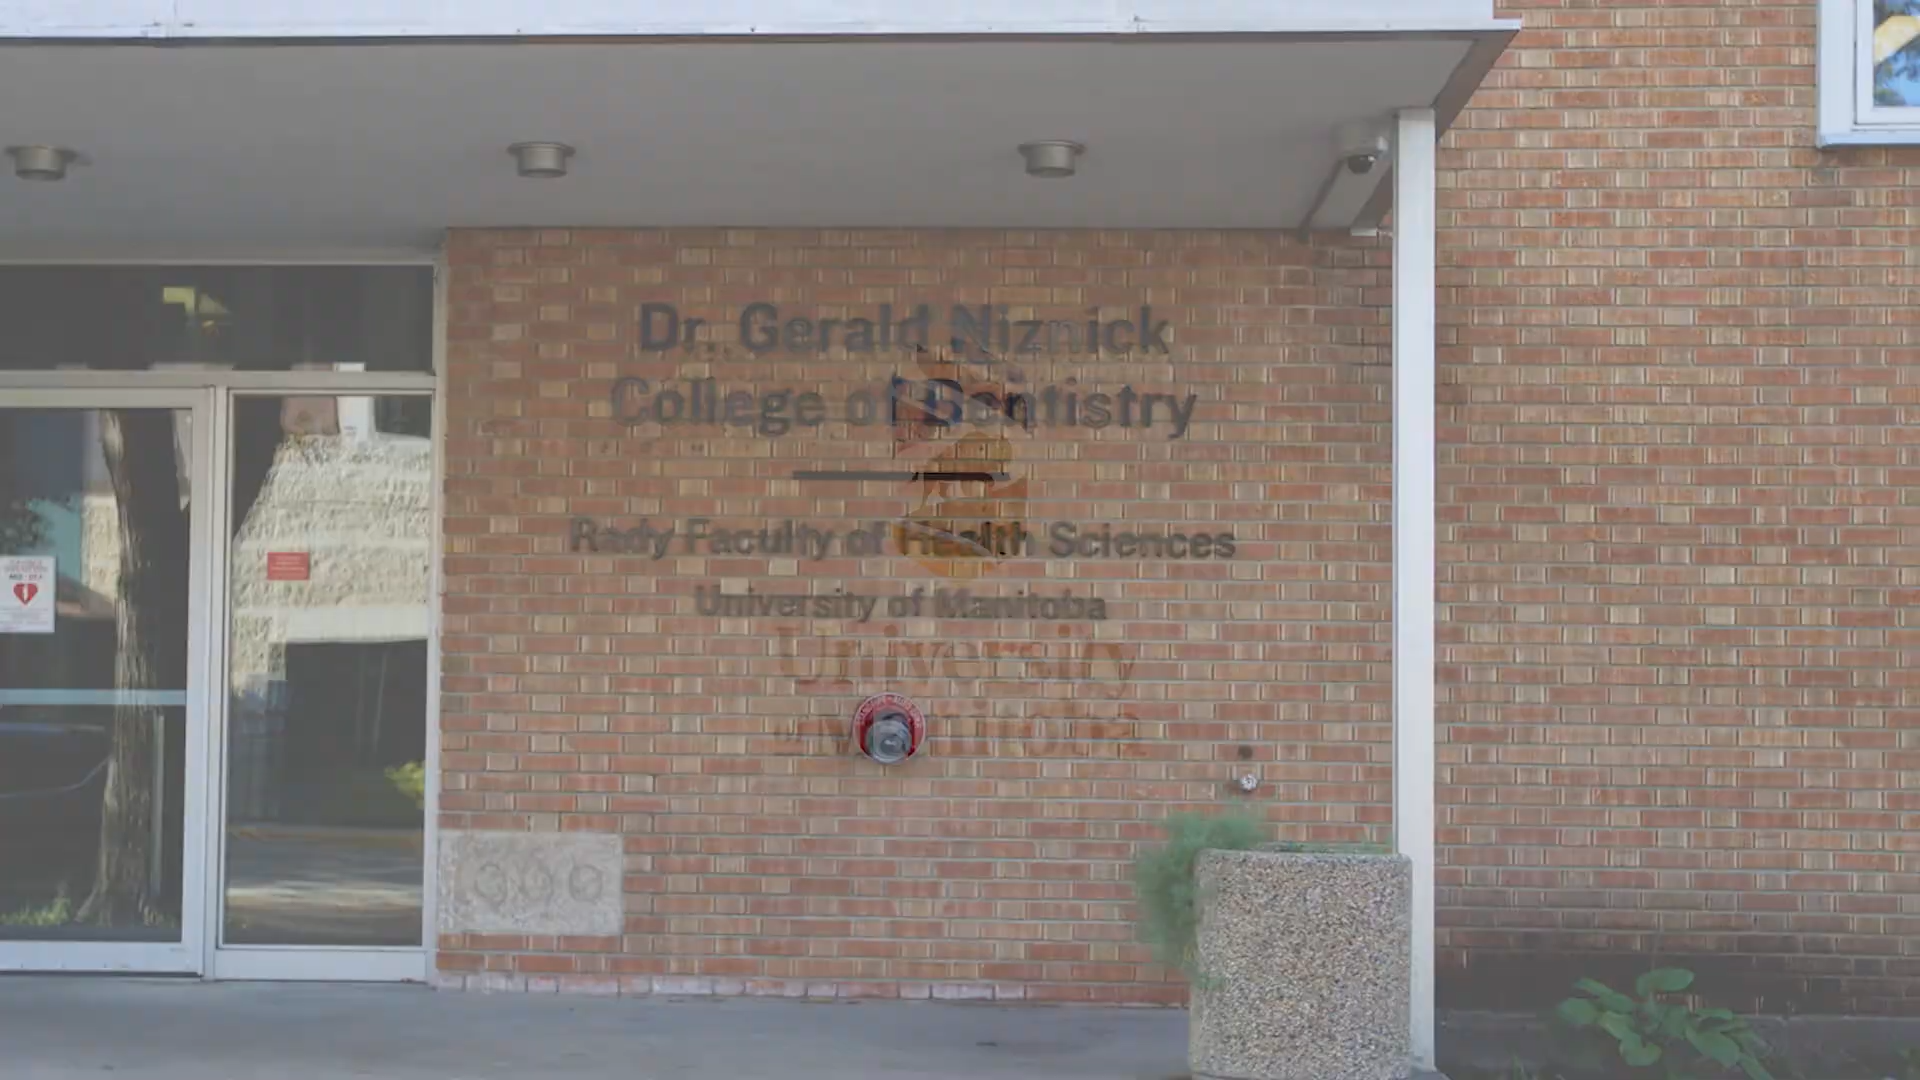 Dr. Gerald Niznick
College of Dentistry
Rady Faculty of Health Sciences
University of Manitoba
University
of Manitoba